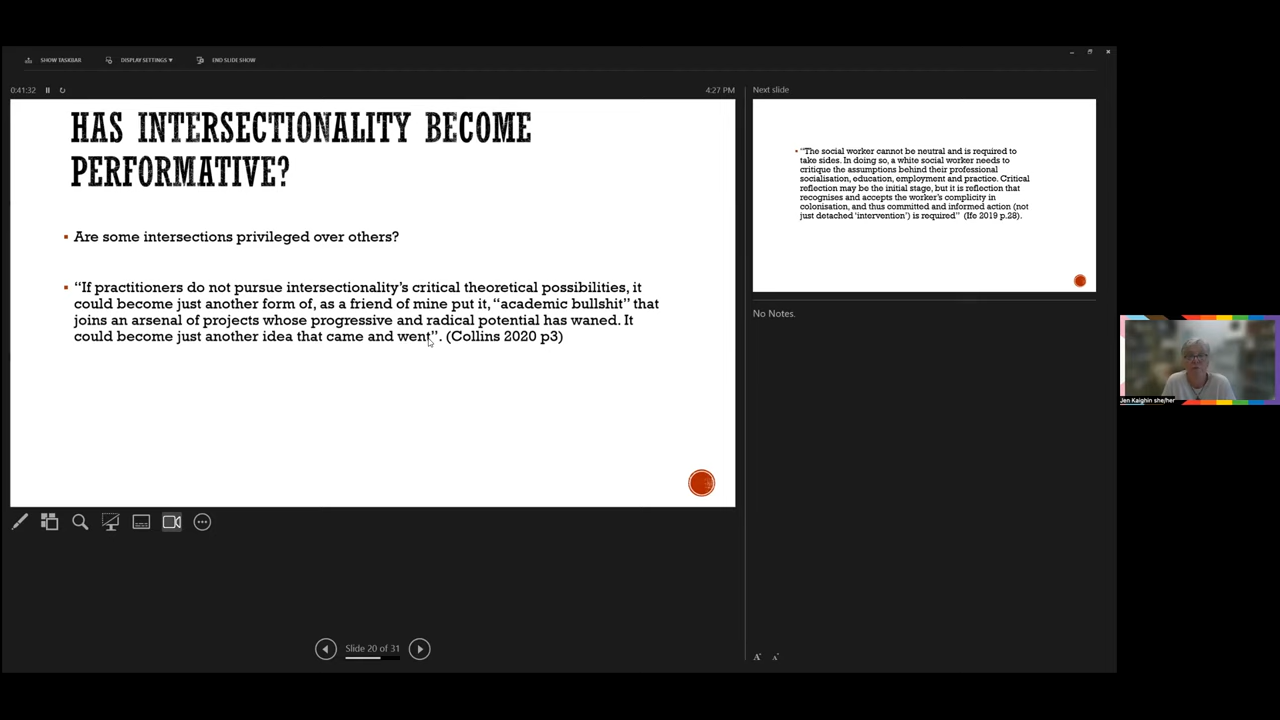 SHOW TASKBAR DISPLAY SETTINGS ▾ END SLIDE SHOW
0:41:32 4:27 PM
HAS INTERSECTIONALITY BECOME
PERFORMATIVE?
▪ Are some intersections privileged over others?
▪ “If practitioners do not pursue intersectionality’s critical theoretical possibilities, it
could become just another form of, as a friend of mine put it, “academic bullshit” that
joins an arsenal of projects whose progressive and radical potential has waned. It
could become just another idea that came and went”. (Collins 2020 p3)
Slide 20 of 31
Next slide
▪ “The social worker cannot be neutral and is required to
take sides. In doing so, a white social worker needs to
critique the assumptions behind their professional
socialisation, education, employment and practice. Critical
reflection may be the initial stage, but it is reflection that
recognises and accepts the worker’s complicity in
colonisation, and thus committed and informed action (not
just detached ‘intervention’) is required” (Ife 2019 p.28).
No Notes.
A A
Jen Kaighin she/her